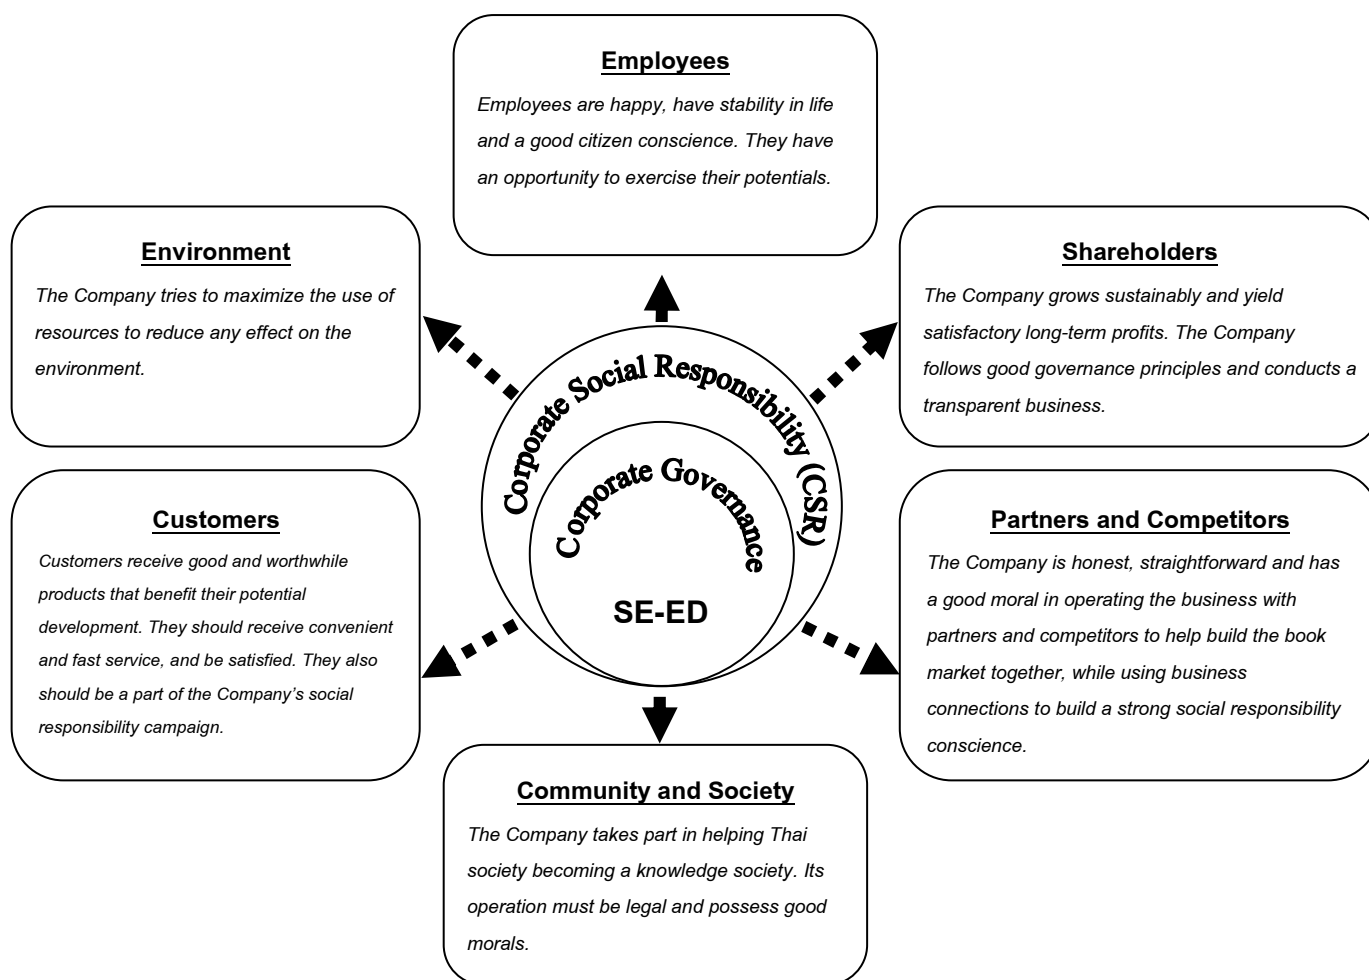 Employees
Employees are happy, have stability in life
and a good citizen conscience. They have
an opportunity to exercise their potentials.
Environment
The Company tries to maximize the use of
resources to reduce any effect on the
environment.
Shareholders
The Company grows sustainably and yield
satisfactory long-term profits. The Company
follows good governance principles and conducts a
transparent business.
Corporate Social Responsibility (CSR)
Corporate Governance
SE-ED
Customers
Customers receive good and worthwhile
products that benefit their potential
development. They should receive convenient
and fast service, and be satisfied. They also
should be a part of the Company’s social
responsibility campaign.
Partners and Competitors
The Company is honest, straightforward and has
a good moral in operating the business with
partners and competitors to help build the book
market together, while using business
connections to build a strong social responsibility
conscience.
Community and Society
The Company takes part in helping Thai
society becoming a knowledge society. Its
operation must be legal and possess good
morals.